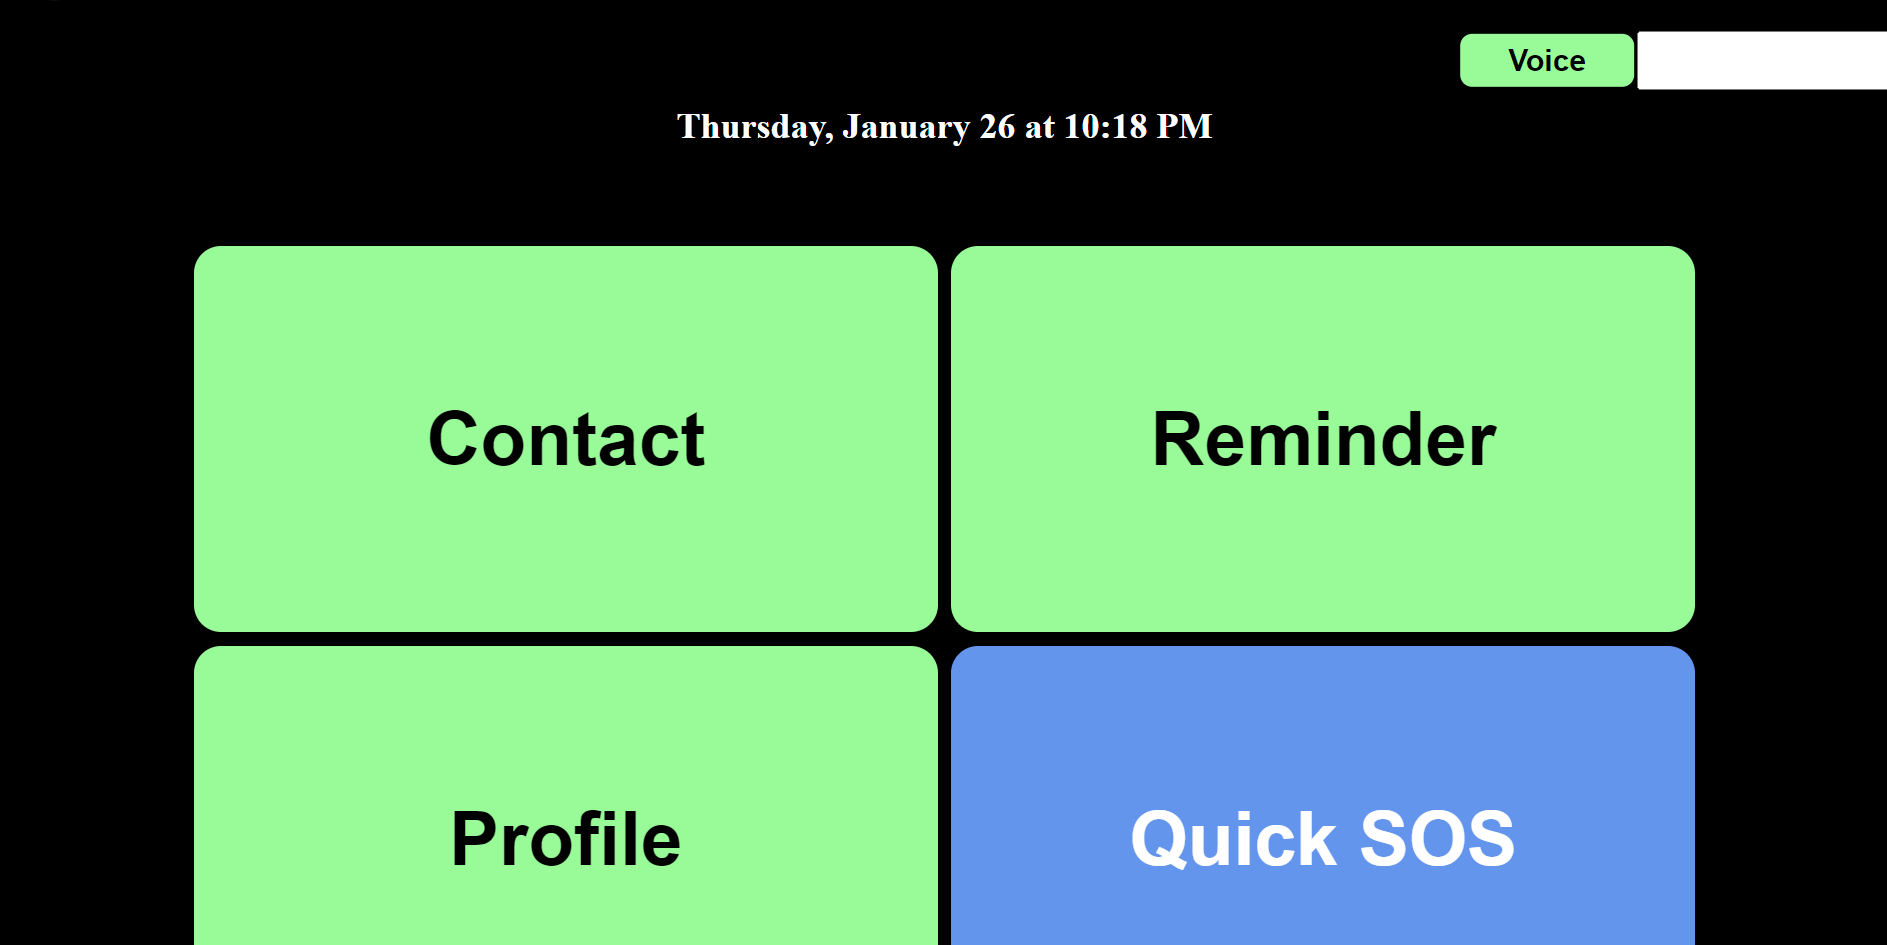 Voice
Thursday, January 26 at 10:18 PM
Contact
Reminder
Profile
Quick SOS